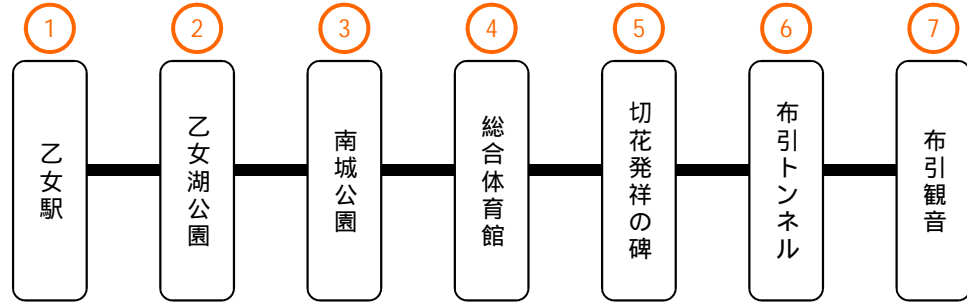 1
乙女駅
2
乙女湖公園
3
南城公園
4
総合体育館
5
切花発祥の碑
6
布引トンネル
7
布引観音